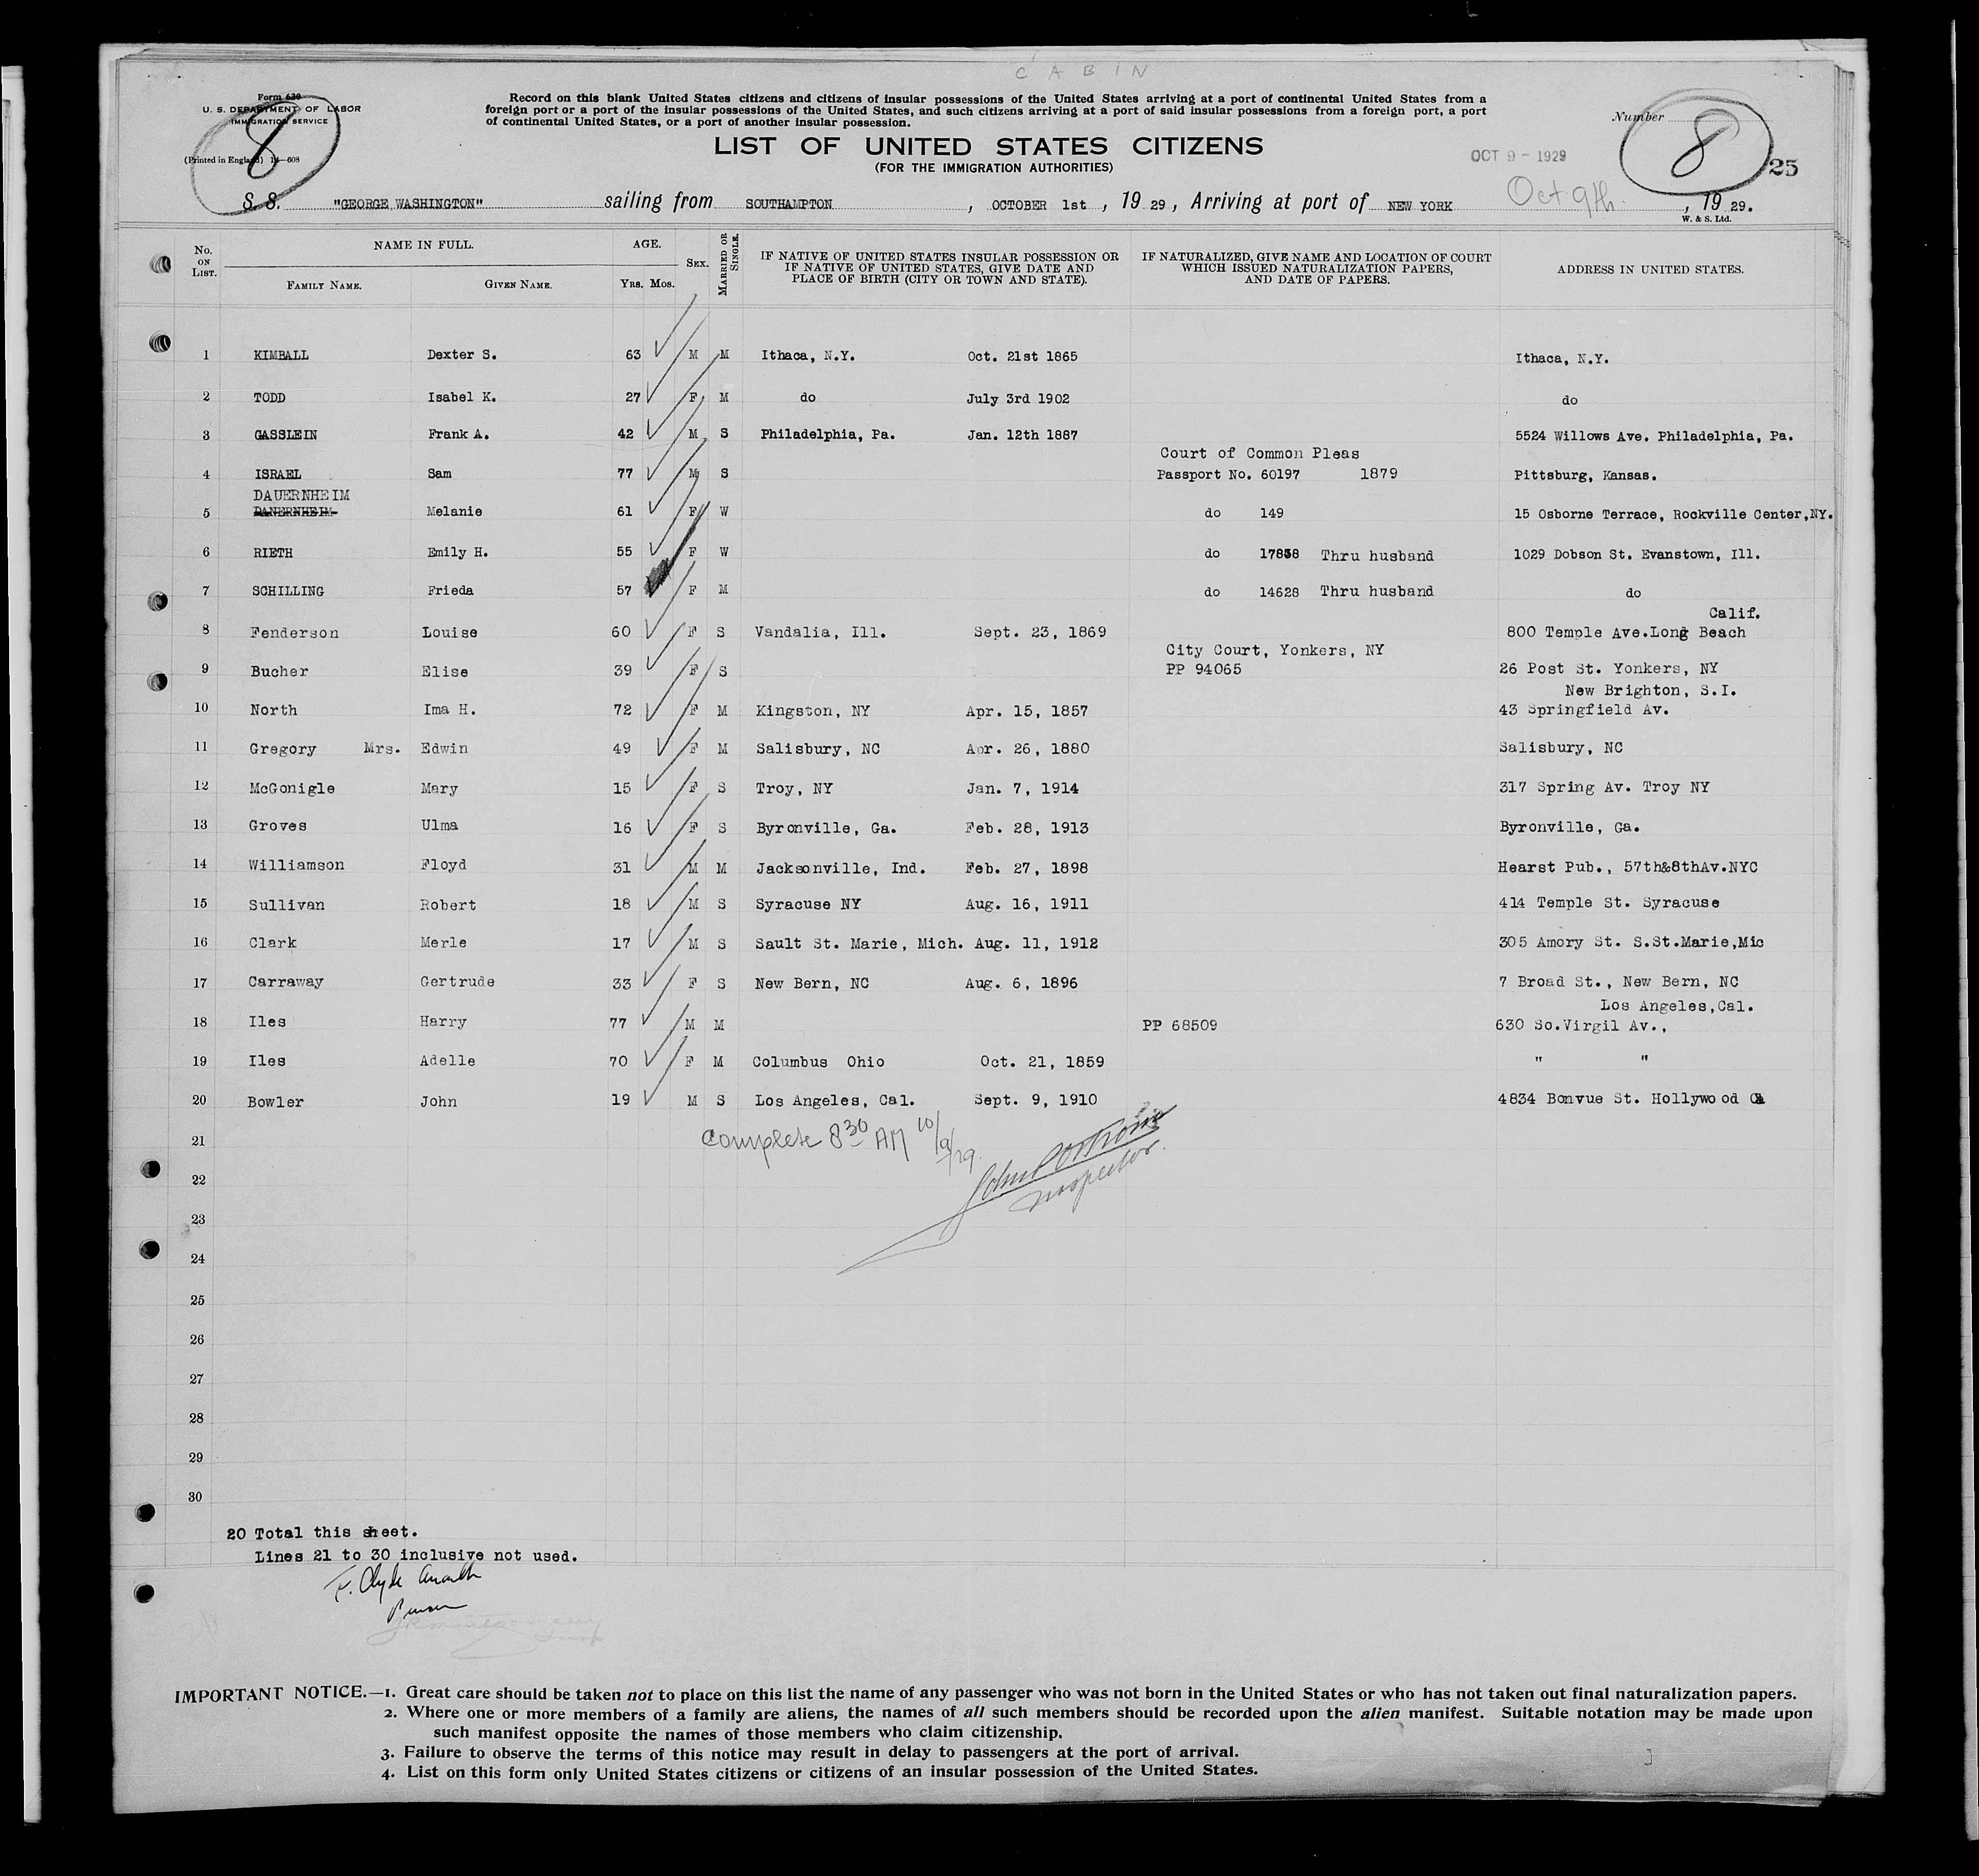 CABIN
Form 630
U. S. DEPARTMENT OF LABOR
IMMIGRATION SERVICE
(Printed in England) 14—608
8
Record on this blank United States citizens and citizens of insular possessions of the United States arriving at a port of continental United States from a
foreign port or a port of the insular possessions of the United States, and such citizens arriving at a port of said insular possessions from a foreign port, a port
of continental United States, or a port of another insular possession.
LIST OF UNITED STATES CITIZENS
(FOR THE IMMIGRATION AUTHORITIES)
Number 8
OCT 9 - 1929
25
S. S. "GEORGE WASHINGTON" sailing from SOUTHAMPTON, OCTOBER 1st, 19 29, Arriving at port of NEW YORK Oct 9th, 19 29.
W. & S. Ltd.
No. ON LIST. NAME IN FULL. FAMILY NAME. GIVEN NAME. AGE. YRS. MOS. SEX. MARRIED OR SINGLE. IF NATIVE OF UNITED STATES INSULAR POSSESSION OR IF NATIVE OF UNITED STATES, GIVE DATE AND PLACE OF BIRTH (CITY OR TOWN AND STATE). IF NATURALIZED, GIVE NAME AND LOCATION OF COURT WHICH ISSUED NATURALIZATION PAPERS, AND DATE OF PAPERS. ADDRESS IN UNITED STATES.
1 KIMBALL Dexter S. 63 M M Ithaca, N.Y. Oct. 21st 1865 Ithaca, N.Y.
2 TODD Isabel K. 27 F M do July 3rd 1902 do
3 GASSLEIN Frank A. 42 M S Philadelphia, Pa. Jan. 12th 1887 5524 Willows Ave. Philadelphia, Pa.
Court of Common Pleas
4 ISRAEL Sam 77 M S Passport No. 60197 1879 Pittsburg, Kansas.
DAUERNHEIM
5 DANERNHEIM Melanie 61 F W do 149 15 Osborne Terrace, Rockville Center,NY.
6 RIETH Emily H. 55 F W do 17838 Thru husband 1029 Dobson St. Evanstown, Ill.
7 SCHILLING Frieda 57 F M do 14628 Thru husband do
Calif.
8 Fenderson Louise 60 F S Vandalia, Ill. Sept. 23, 1869 800 Temple Ave.Long Beach
City Court, Yonkers, NY
9 Bucher Elise 39 F S PP 94065 26 Post St. Yonkers, NY
New Brighton, S.I.
10 North Ima H. 72 F M Kingston, NY Apr. 15, 1857 43 Springfield Av.
11 Gregory Mrs. Edwin 49 F M Salisbury, NC Apr. 26, 1880 Salisbury, NC
12 McGonigle Mary 15 F S Troy, NY Jan. 7, 1914 317 Spring Av. Troy NY
13 Groves Ulma 16 F S Byronville, Ga. Feb. 28, 1913 Byronville, Ga.
14 Williamson Floyd 31 M M Jacksonville, Ind. Feb. 27, 1898 Hearst Pub., 57th&8thAv.NYC
15 Sullivan Robert 18 M S Syracuse NY Aug. 16, 1911 414 Temple St. Syracuse
16 Clark Merle 17 M S Sault St. Marie, Mich. Aug. 11, 1912 305 Amory St. S.St.Marie,Mic
17 Carraway Gertrude 33 F S New Bern, NC Aug. 6, 1896 7 Broad St., New Bern, NC
Los Angeles,Cal.
18 Iles Harry 77 M M PP 68509 630 So.Virgil Av.,
19 Iles Adelle 70 F M Columbus Ohio Oct. 21, 1859 " "
20 Bowler John 19 M S Los Angeles, Cal. Sept. 9, 1910 4834 Bonvue St. Hollywood Ca
21
Complete 8 30 AM 10/9/29
22
Inspector.
23
24
25
26
27
28
29
30
20 Total this sheet.
Lines 21 to 30 inclusive not used.
Purser
IMPORTANT NOTICE.—1. Great care should be taken not to place on this list the name of any passenger who was not born in the United States or who has not taken out final naturalization papers.
2. Where one or more members of a family are aliens, the names of all such members should be recorded upon the alien manifest. Suitable notation may be made upon
such manifest opposite the names of those members who claim citizenship.
3. Failure to observe the terms of this notice may result in delay to passengers at the port of arrival.
4. List on this form only United States citizens or citizens of an insular possession of the United States.